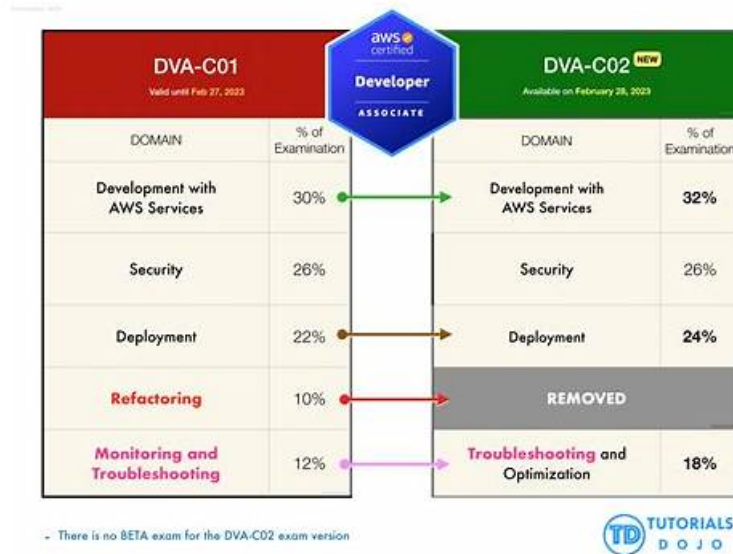 aws
certified
Developer
ASSOCIATE
DVA-C01
Valid until Feb 27, 2023
DOMAIN
% of
Examination
Development with
AWS Services
30%
Security
26%
Deployment
22%
Refactoring
10%
Monitoring and
Troubleshooting
12%
DVA-C02 NEW
Available on February 28, 2023
DOMAIN
% of
Examination
Development with
AWS Services
32%
Security
26%
Deployment
24%
REMOVED
Troubleshooting and
Optimization
18%
- There is no BETA exam for the DVA-C02 exam version
TD TUTORIALS
DOJO